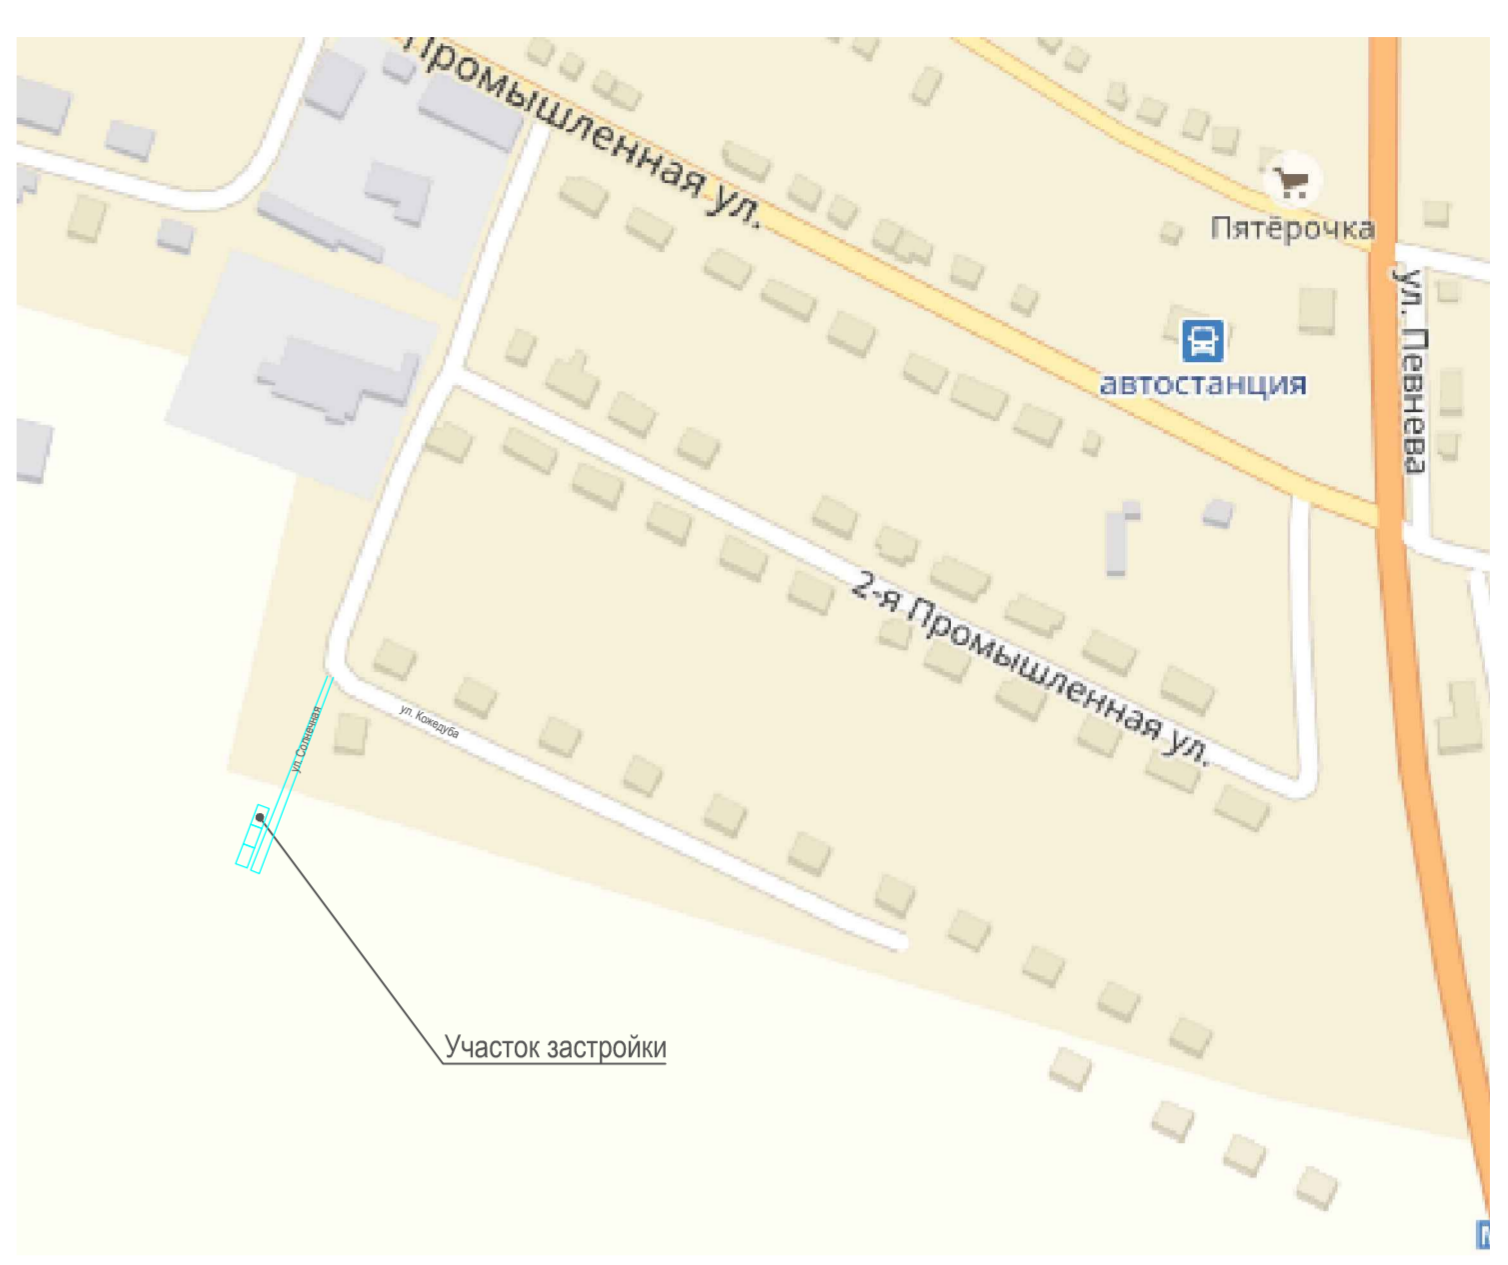 Промышленная ул.
Пятёрочка
ул. Певнева
автостанция
2-я Промышленная ул.
ул. Солнечная
ул. Кожедуба
Участок застройки